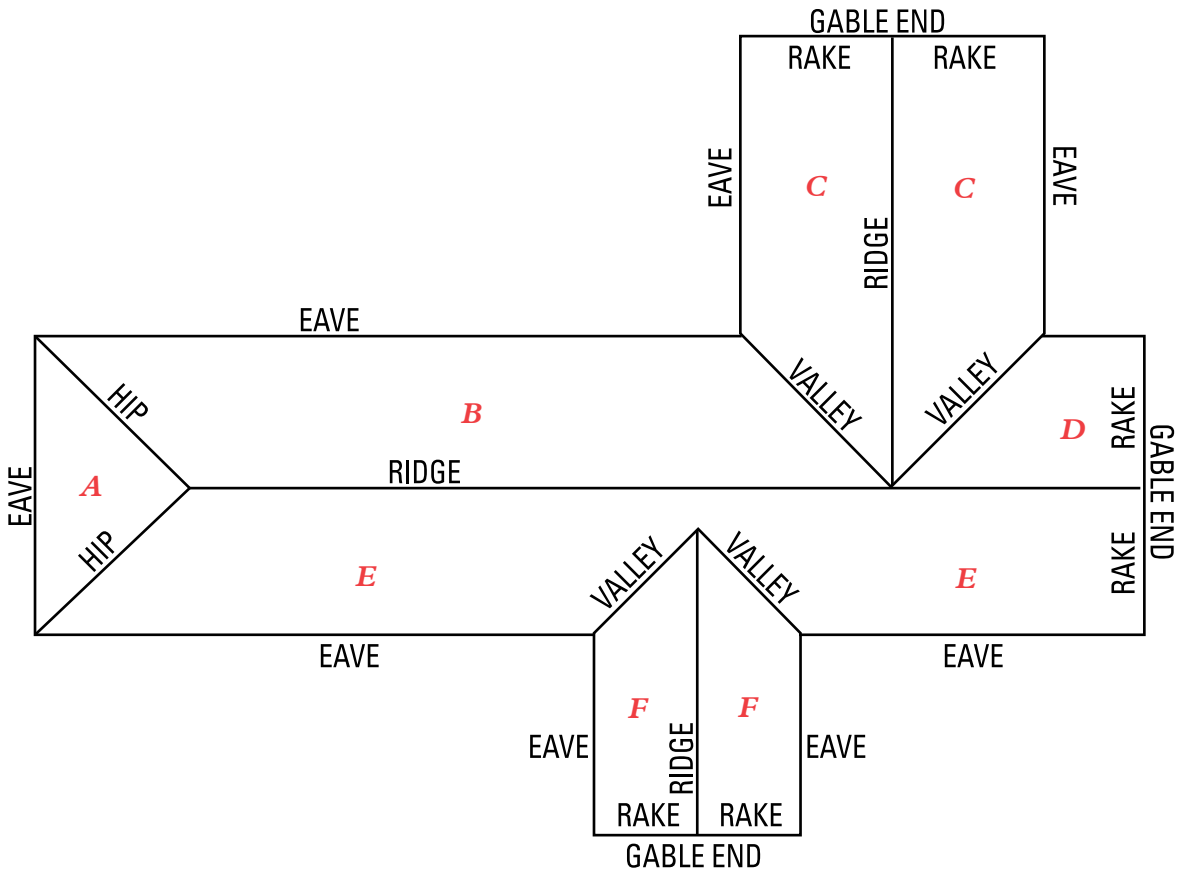 GABLE END
RAKE RAKE
EAVE
EAVE
C C
RIDGE
EAVE
HIP
VALLEY
VALLEY
B
D
RAKE
GABLE END
EAVE
A
RIDGE
HIP
E
VALLEY
VALLEY
E
RAKE
EAVE
EAVE
F F
EAVE
RIDGE
EAVE
RAKE RAKE
GABLE END